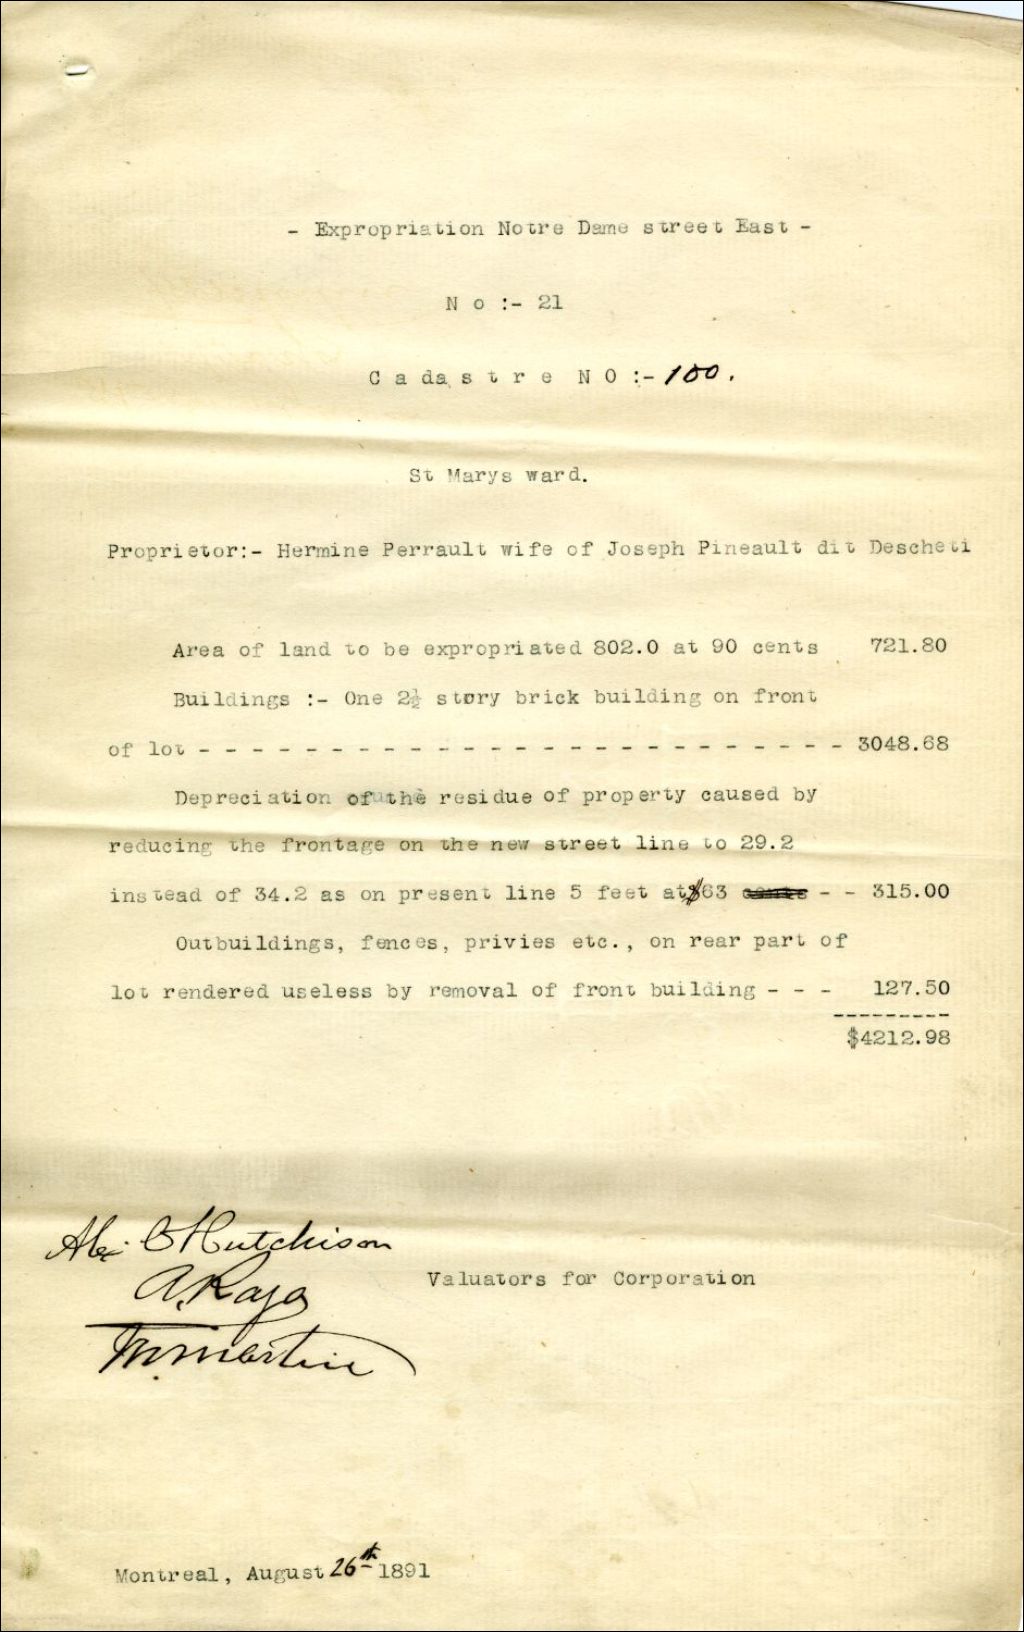 - Expropriation Notre Dame street East -
N o :- 21
C a d a s t r e  N O :- 100.
St Marys ward.
Proprietor:- Hermine Perrault wife of Joseph Pineault dit Descheti
Area of land to be expropriated 802.0 at 90 cents 721.80
Buildings :- One 2½ story brick building on front
of lot - - - - - - - - - - - - - - - - - - - - - - - - - 3048.68
Depreciation of the residue of property caused by
reducing the frontage on the new street line to 29.2
instead of 34.2 as on present line 5 feet at $63 cents - - 315.00
Outbuildings, fences, privies etc., on rear part of
lot rendered useless by removal of front building - - - 127.50
---------
$4212.98
Alex C Hutchison
Valuators for Corporation
A. Raza
M. Martin
Montreal, August 26th 1891